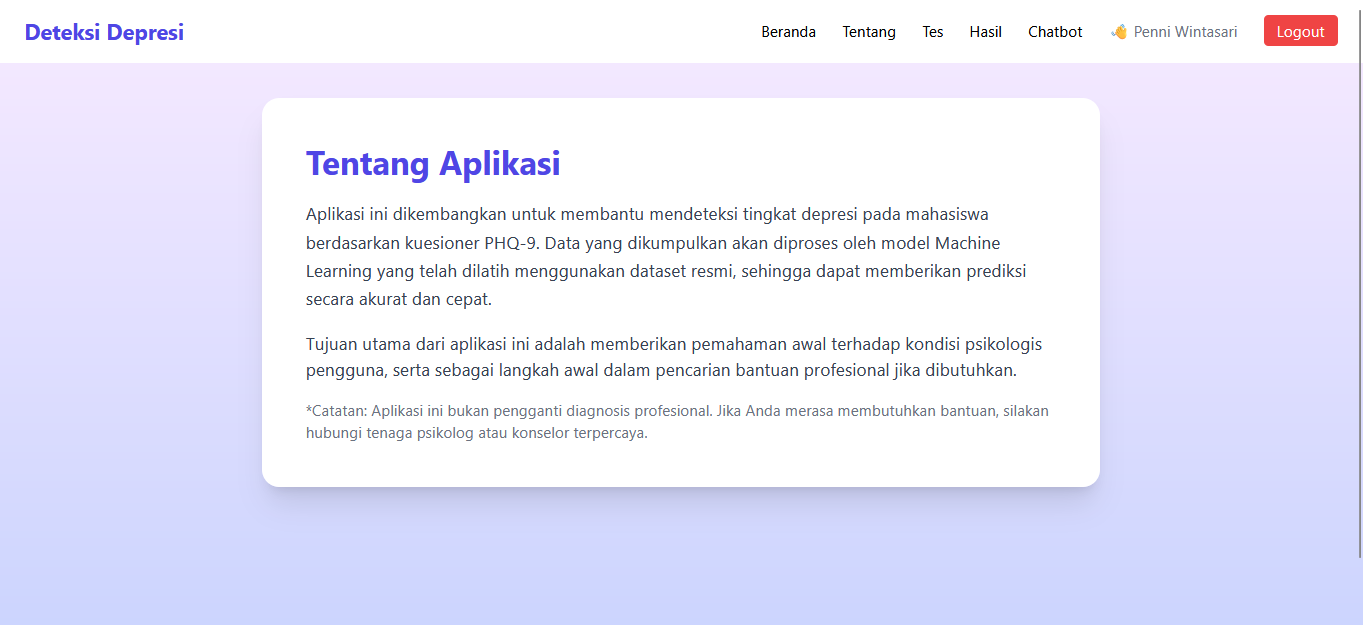 Deteksi Depresi
Beranda Tentang Tes Hasil Chatbot 👋 Penni Wintasari Logout
Tentang Aplikasi
Aplikasi ini dikembangkan untuk membantu mendeteksi tingkat depresi pada mahasiswa
berdasarkan kuesioner PHQ-9. Data yang dikumpulkan akan diproses oleh model Machine
Learning yang telah dilatih menggunakan dataset resmi, sehingga dapat memberikan prediksi
secara akurat dan cepat.
Tujuan utama dari aplikasi ini adalah memberikan pemahaman awal terhadap kondisi psikologis
pengguna, serta sebagai langkah awal dalam pencarian bantuan profesional jika dibutuhkan.
*Catatan: Aplikasi ini bukan pengganti diagnosis profesional. Jika Anda merasa membutuhkan bantuan, silakan
hubungi tenaga psikolog atau konselor terpercaya.